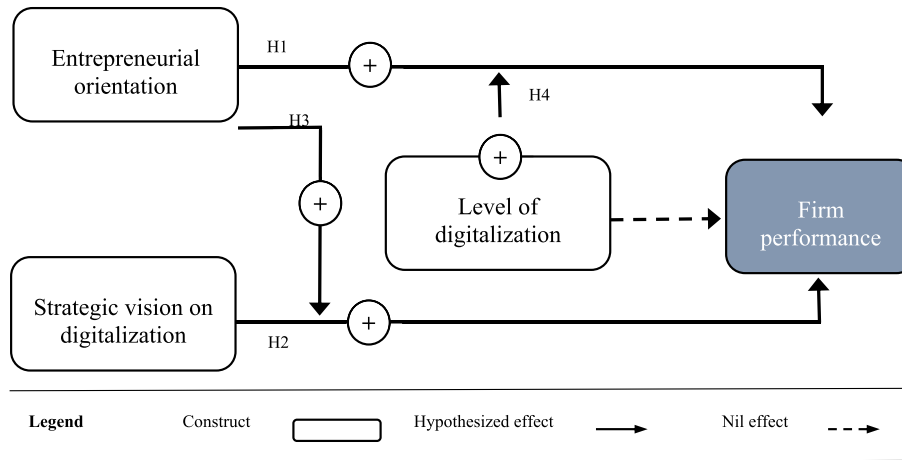 Entrepreneurial
orientation
H1
+
H3
+
H4
+
Level of
digitalization
Firm
performance
Strategic vision on
digitalization
H2
+
Legend
Construct
Hypothesized effect
Nil effect